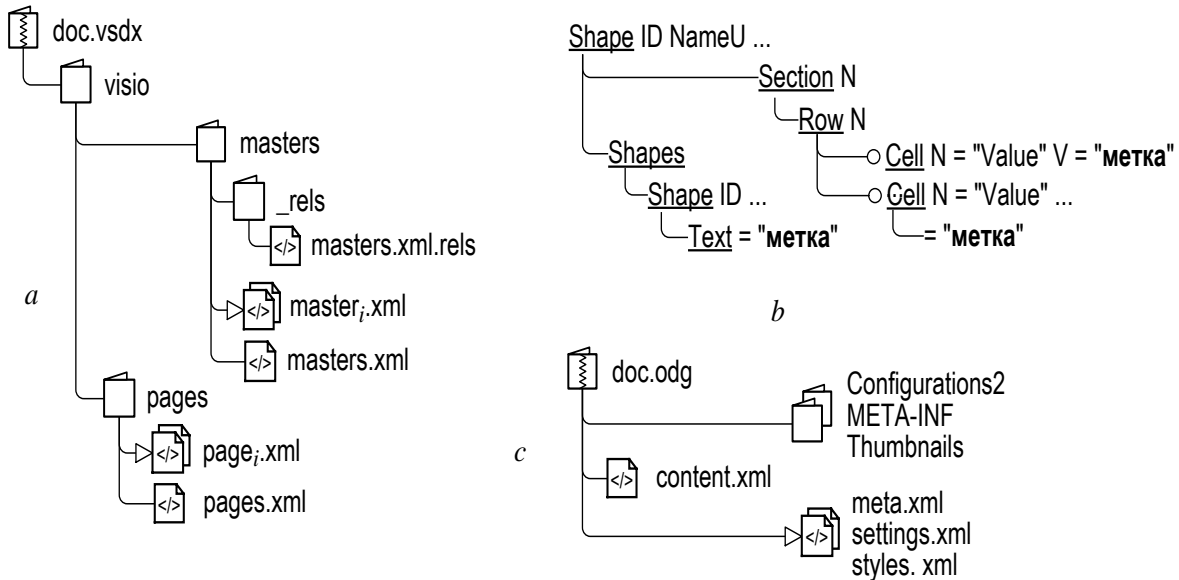 doc.vsdx
visio
masters
_rels
</> masters.xml.rels
</> masterᵢ.xml
</> masters.xml
a
pages
</> pageᵢ.xml
</> pages.xml
Shape ID NameU ...
Section N
Row N
Cell N = "Value" V = "метка"
Shapes
Cell N = "Value" ...
Shape ID ...
Text = "метка"
= "метка"
b
doc.odg
Configurations2
META-INF
Thumbnails
c
</> content.xml
meta.xml
</> settings.xml
styles. xml